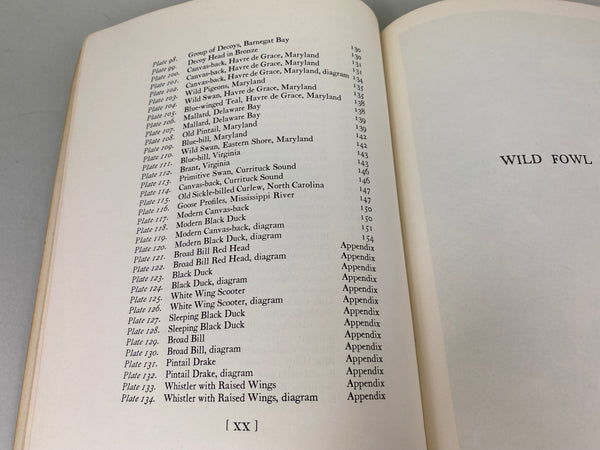 Plate 98. Group of Decoys, Barnegat Bay 130
Plate 99. Decoy Head in Bronze 130
Plate 100. Canvas-back, Havre de Grace, Maryland 131
Plate 101. Canvas-back, Havre de Grace, Maryland 131
Plate 102. Canvas-back, Havre de Grace, Maryland, diagram 134
Plate 103. Wild Pigeons, Maryland 135
Plate 104. Wild Swan, Havre de Grace, Maryland 135
Plate 105. Blue-winged Teal, Havre de Grace, Maryland 138
Plate 106. Mallard, Delaware Bay 138
Plate 107. Mallard, Delaware Bay 139
Plate 108. Old Pintail, Maryland 139
Plate 109. Blue-bill, Maryland 142
Plate 110. Wild Swan, Eastern Shore, Maryland 142
Plate 111. Blue-bill, Virginia 143
Plate 112. Brant, Virginia 143
Plate 113. Primitive Swan, Currituck Sound 146
Plate 114. Canvas-back, Currituck Sound 146
Plate 115. Old Sickle-billed Curlew, North Carolina 147
Plate 116. Goose Profiles, Mississippi River 147
Plate 117. Modern Canvas-back 150
Plate 118. Modern Black Duck 150
Plate 119. Modern Canvas-back, diagram 151
Plate 120. Modern Black Duck, diagram 154
Plate 121. Broad Bill Red Head Appendix
Plate 122. Broad Bill Red Head, diagram Appendix
Plate 123. Black Duck Appendix
Plate 124. Black Duck, diagram Appendix
Plate 125. White Wing Scooter Appendix
Plate 126. White Wing Scooter, diagram Appendix
Plate 127. Sleeping Black Duck Appendix
Plate 128. Sleeping Black Duck Appendix
Plate 129. Broad Bill Appendix
Plate 130. Broad Bill, diagram Appendix
Plate 131. Pintail Drake Appendix
Plate 132. Pintail Drake, diagram Appendix
Plate 133. Whistler with Raised Wings Appendix
Plate 134. Whistler with Raised Wings, diagram Appendix
[ XX ]
WILD FOWL